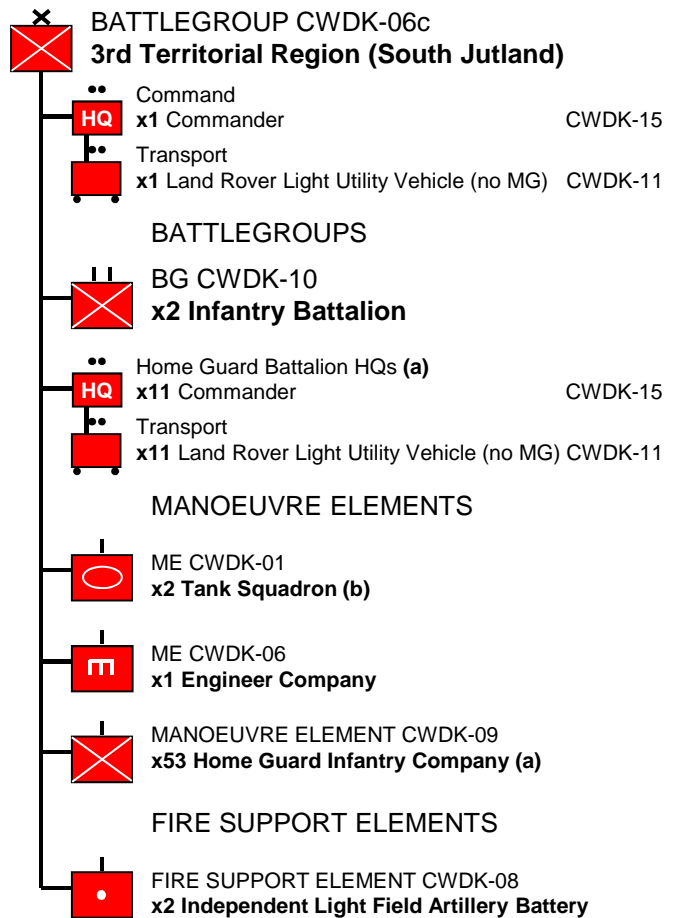 BATTLEGROUP CWDK-06c
3rd Territorial Region (South Jutland)
Command
HQ x1 Commander CWDK-15
Transport
x1 Land Rover Light Utility Vehicle (no MG) CWDK-11
BATTLEGROUPS
BG CWDK-10
x2 Infantry Battalion
Home Guard Battalion HQs (a)
HQ x11 Commander CWDK-15
Transport
x11 Land Rover Light Utility Vehicle (no MG) CWDK-11
MANOEUVRE ELEMENTS
ME CWDK-01
x2 Tank Squadron (b)
ME CWDK-06
x1 Engineer Company
MANOEUVRE ELEMENT CWDK-09
x53 Home Guard Infantry Company (a)
FIRE SUPPORT ELEMENTS
FIRE SUPPORT ELEMENT CWDK-08
x2 Independent Light Field Artillery Battery